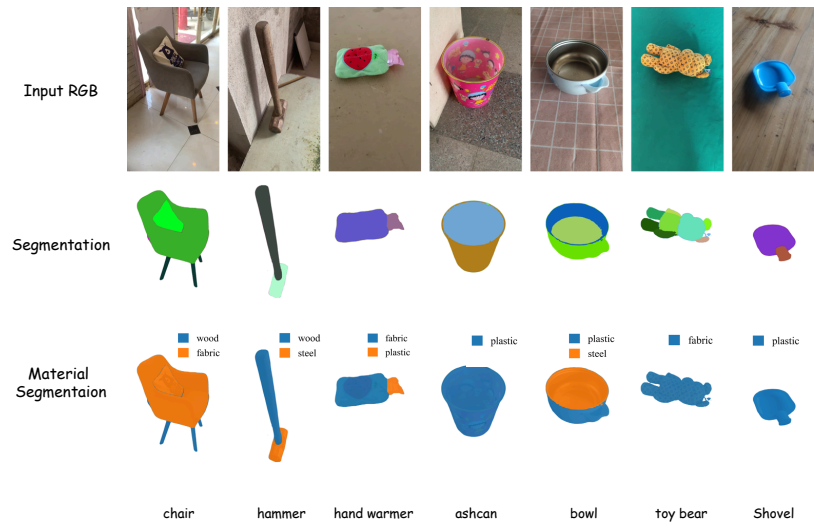 Input RGB
Segmentation
wood
fabric
wood
steel
fabric
plastic
plastic
plastic
steel
fabric
plastic
Material
Segmentaion
chair
hammer
hand warmer
ashcan
bowl
toy bear
Shovel